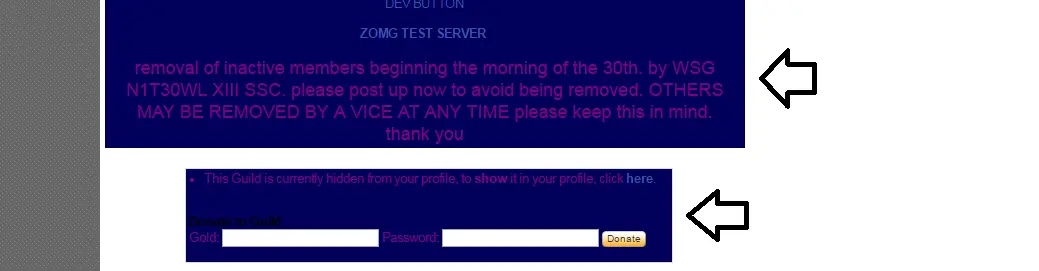 DEV BUTTON
ZOMG TEST SERVER
removal of inactive members beginning the morning of the 30th. by WSG
N1T30WL XIII SSC. please post up now to avoid being removed. OTHERS
MAY BE REMOVED BY A VICE AT ANY TIME please keep this in mind.
thank you
• This Guild is currently hidden from your profile, to show it in your profile, click here.
Donate to Guild
Gold: Password: Donate